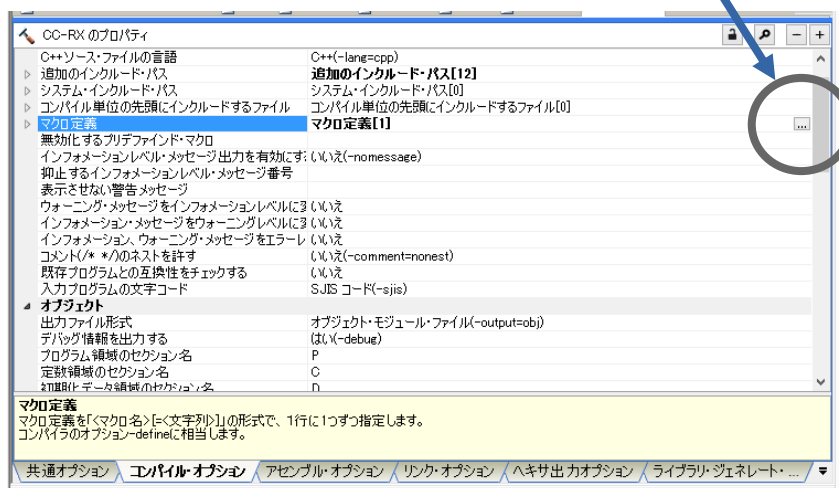 CC-RX のプロパティ
C++ソース・ファイルの言語 C++(-lang=cpp)
追加のインクルード・パス 追加のインクルード・パス[12]
システム・インクルード・パス システム・インクルード・パス[0]
コンパイル単位の先頭にインクルードするファイル コンパイル単位の先頭にインクルードするファイル[0]
マクロ定義 マクロ定義[1] ...
無効化するプリデファインド・マクロ
インフォメーションレベル・メッセージ出力を有効にす いいえ(-nomessage)
抑止するインフォメーションレベル・メッセージ番号
表示させない警告メッセージ
ウォーニング・メッセージをインフォメーションレベルに いいえ
インフォメーション・メッセージをウォーニングレベルに いいえ
インフォメーション、ウォーニング・メッセージをエラーレ いいえ
コメント(/* */)のネストを許す いいえ(-comment=nonest)
既存プログラムとの互換性をチェックする いいえ
入力プログラムの文字コード SJIS コード(-sjis)
オブジェクト
出力ファイル形式 オブジェクト・モジュール・ファイル(-output=obj)
デバッグ情報を出力する はい(-debug)
プログラム領域のセクション名 P
定数領域のセクション名 C
初期化データ領域のセクション名 D
マクロ定義
マクロ定義を「<マクロ名>[=<文字列>]」の形式で、1行に1つずつ指定します。
コンパイラのオプション-defineに相当します。
共通オプション コンパイル・オプション アセンブル・オプション リンク・オプション ヘキサ出力オプション ライブラリ・ジェネレート・ ...